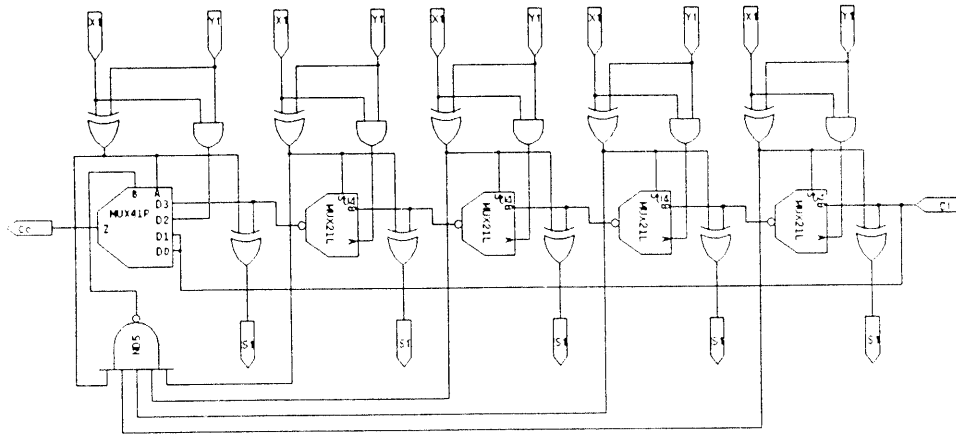 X1 Y1 X1 Y1 X1 Y1 X1 Y1 X1 Y1
B A
D3
MUX41P
D2
Z
D1
D0
MUX21L
MUX21L
MUX21L
MUX21L
Co
CI
S1 S1 S1 S1 S1
ND5